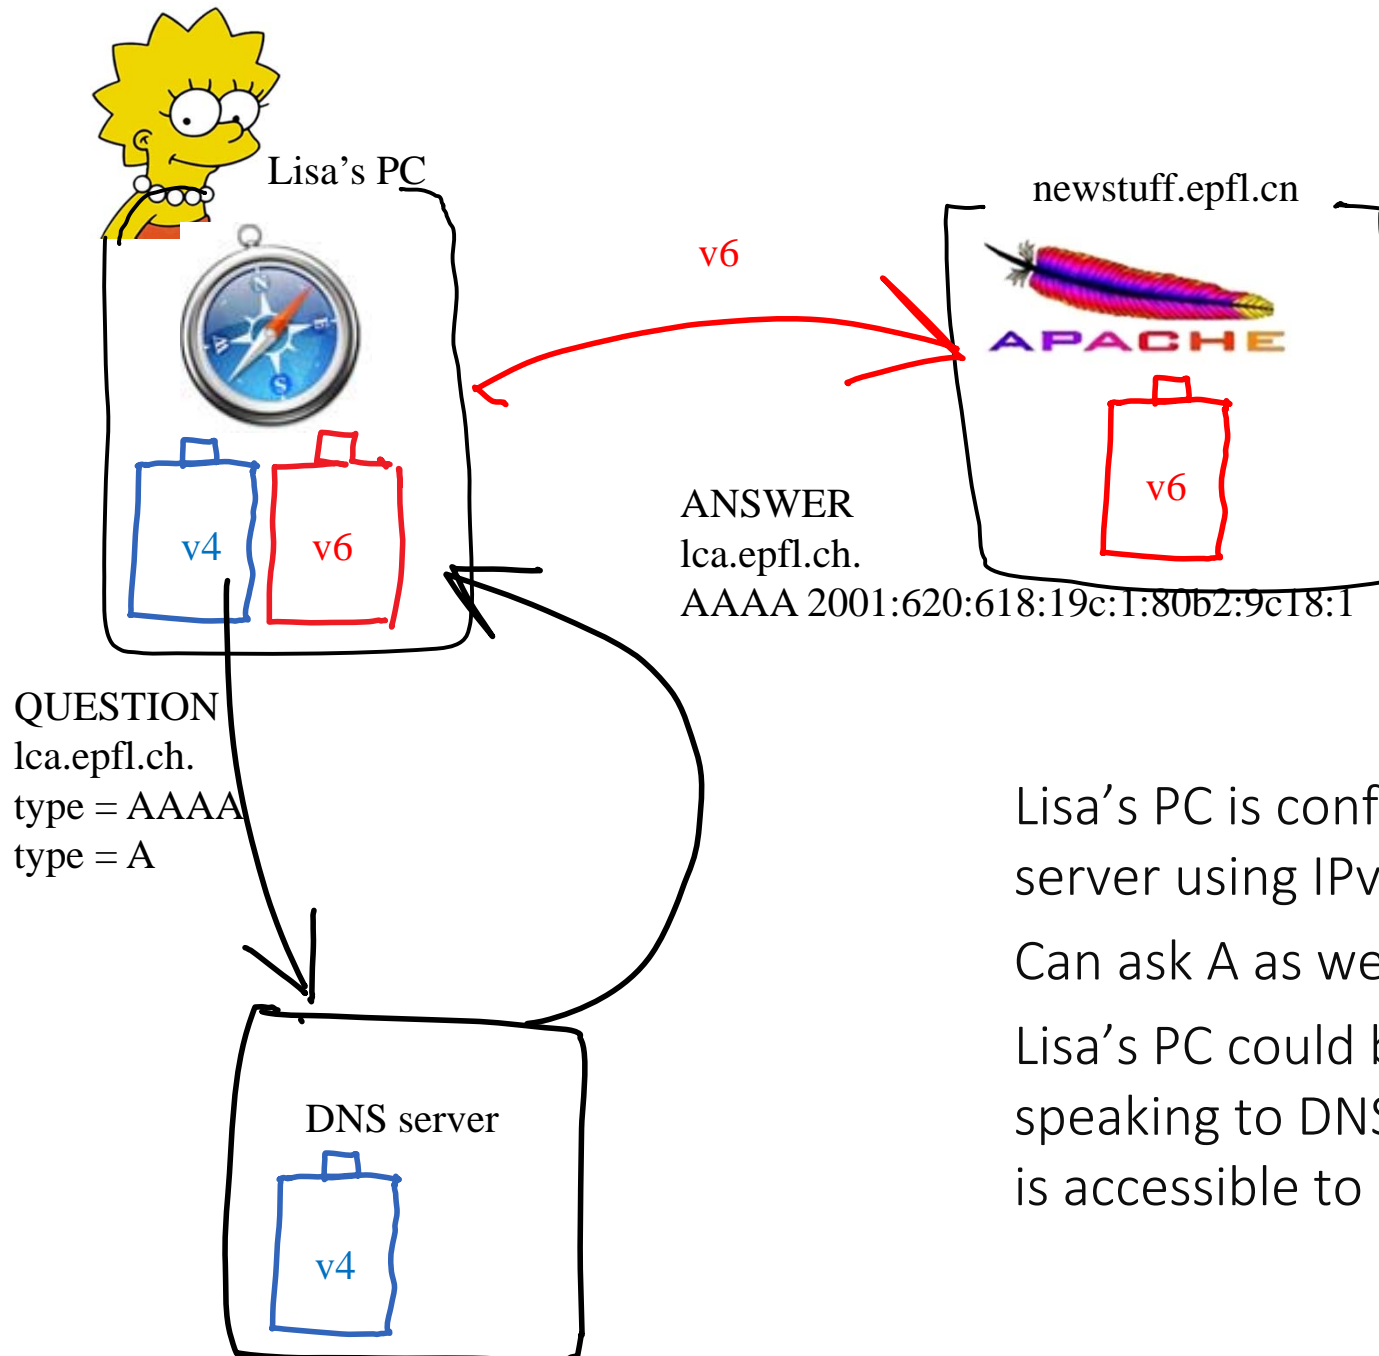 Lisa’s PC
newstuff.epfl.cn
v6
APACHE
v6
v4
v6
ANSWER
lca.epfl.ch.
AAAA 2001:620:618:19c:1:80b2:9c18:1
QUESTION
lca.epfl.ch.
type = AAAA
type = A
Lisa’s PC is conf
server using IPv
Can ask A as we
Lisa’s PC could b
speaking to DNS
is accessible to
DNS server
v4
N
E
S
W